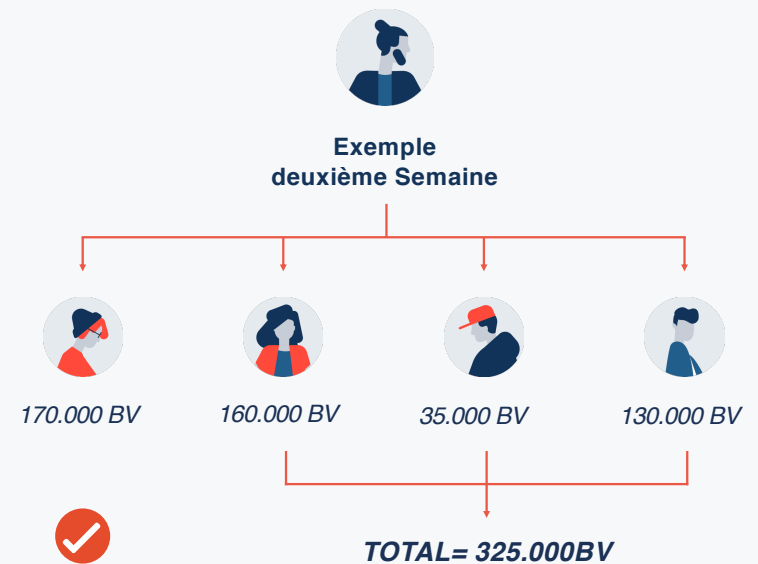 Exemple
deuxième Semaine
170.000 BV
160.000 BV
35.000 BV
130.000 BV
TOTAL= 325.000BV